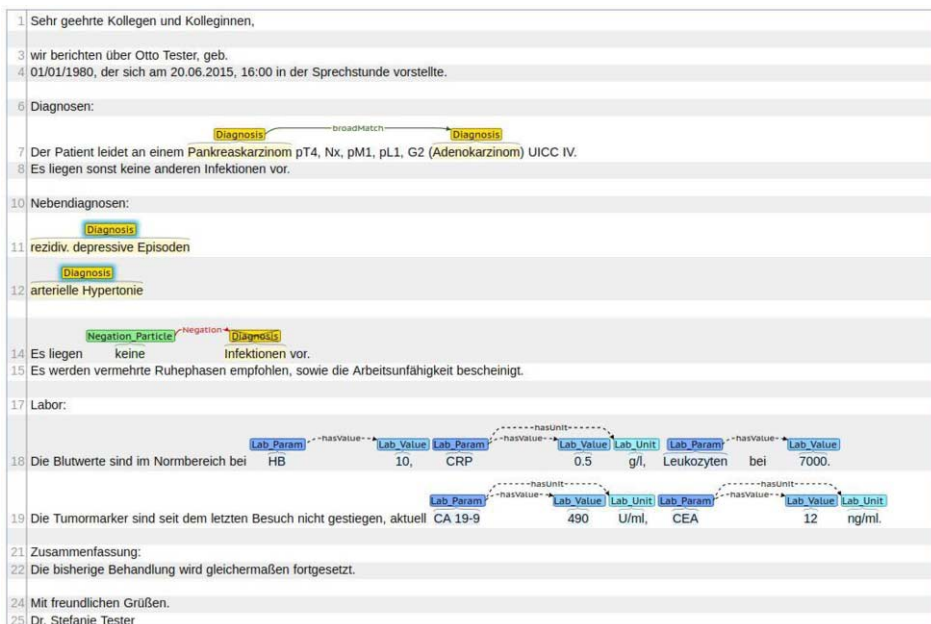 1 Sehr geehrte Kollegen und Kolleginnen,
3 wir berichten über Otto Tester, geb.
4 01/01/1980, der sich am 20.06.2015, 16:00 in der Sprechstunde vorstellte.
6 Diagnosen:
Diagnosis broadMatch Diagnosis
7 Der Patient leidet an einem Pankreaskarzinom pT4, Nx, pM1, pL1, G2 (Adenokarzinom) UICC IV.
8 Es liegen sonst keine anderen Infektionen vor.
10 Nebendiagnosen:
Diagnosis
11 rezidiv. depressive Episoden
Diagnosis
12 arterielle Hypertonie
Negation_Particle Negation Diagnosis
14 Es liegen keine Infektionen vor.
15 Es werden vermehrte Ruhephasen empfohlen, sowie die Arbeitsunfähigkeit bescheinigt.
17 Labor:
hasUnit
Lab_Param hasValue Lab_Value Lab_Param hasValue Lab_Value Lab_Unit Lab_Param hasValue Lab_Value
18 Die Blutwerte sind im Normbereich bei HB 10, CRP 0.5 g/l, Leukozyten bei 7000.
hasUnit hasUnit
Lab_Param hasValue Lab_Value Lab_Unit Lab_Param hasValue Lab_Value Lab_Unit
19 Die Tumormarker sind seit dem letzten Besuch nicht gestiegen, aktuell CA 19-9 490 U/ml, CEA 12 ng/ml.
21 Zusammenfassung:
22 Die bisherige Behandlung wird gleichermaßen fortgesetzt.
24 Mit freundlichen Grüßen.
25 Dr. Stefanie Tester